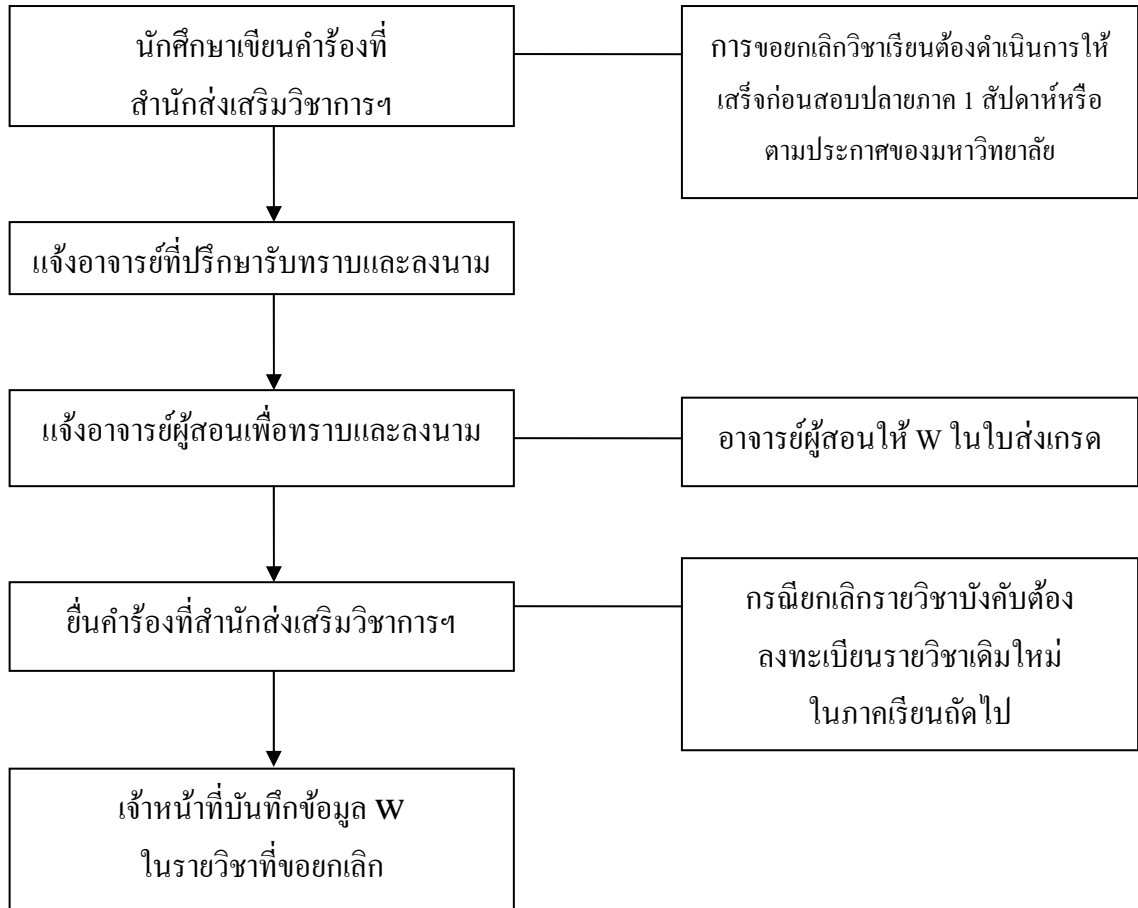 นักศึกษาเขียนคำร้องที่
สำนักส่งเสริมวิชาการฯ
การขอยกเลิกวิชาเรียนต้องดำเนินการให้
เสร็จก่อนสอบปลายภาค 1 สัปดาห์หรือ
ตามประกาศของมหาวิทยาลัย
แจ้งอาจารย์ที่ปรึกษารับทราบและลงนาม
แจ้งอาจารย์ผู้สอนเพื่อทราบและลงนาม
อาจารย์ผู้สอนให้ W ในใบส่งเกรด
ยื่นคำร้องที่สำนักส่งเสริมวิชาการฯ
กรณียกเลิกรายวิชาบังคับต้อง
ลงทะเบียนรายวิชาเดิมใหม่
ในภาคเรียนถัดไป
เจ้าหน้าที่บันทึกข้อมูล W
ในรายวิชาที่ขอยกเลิก